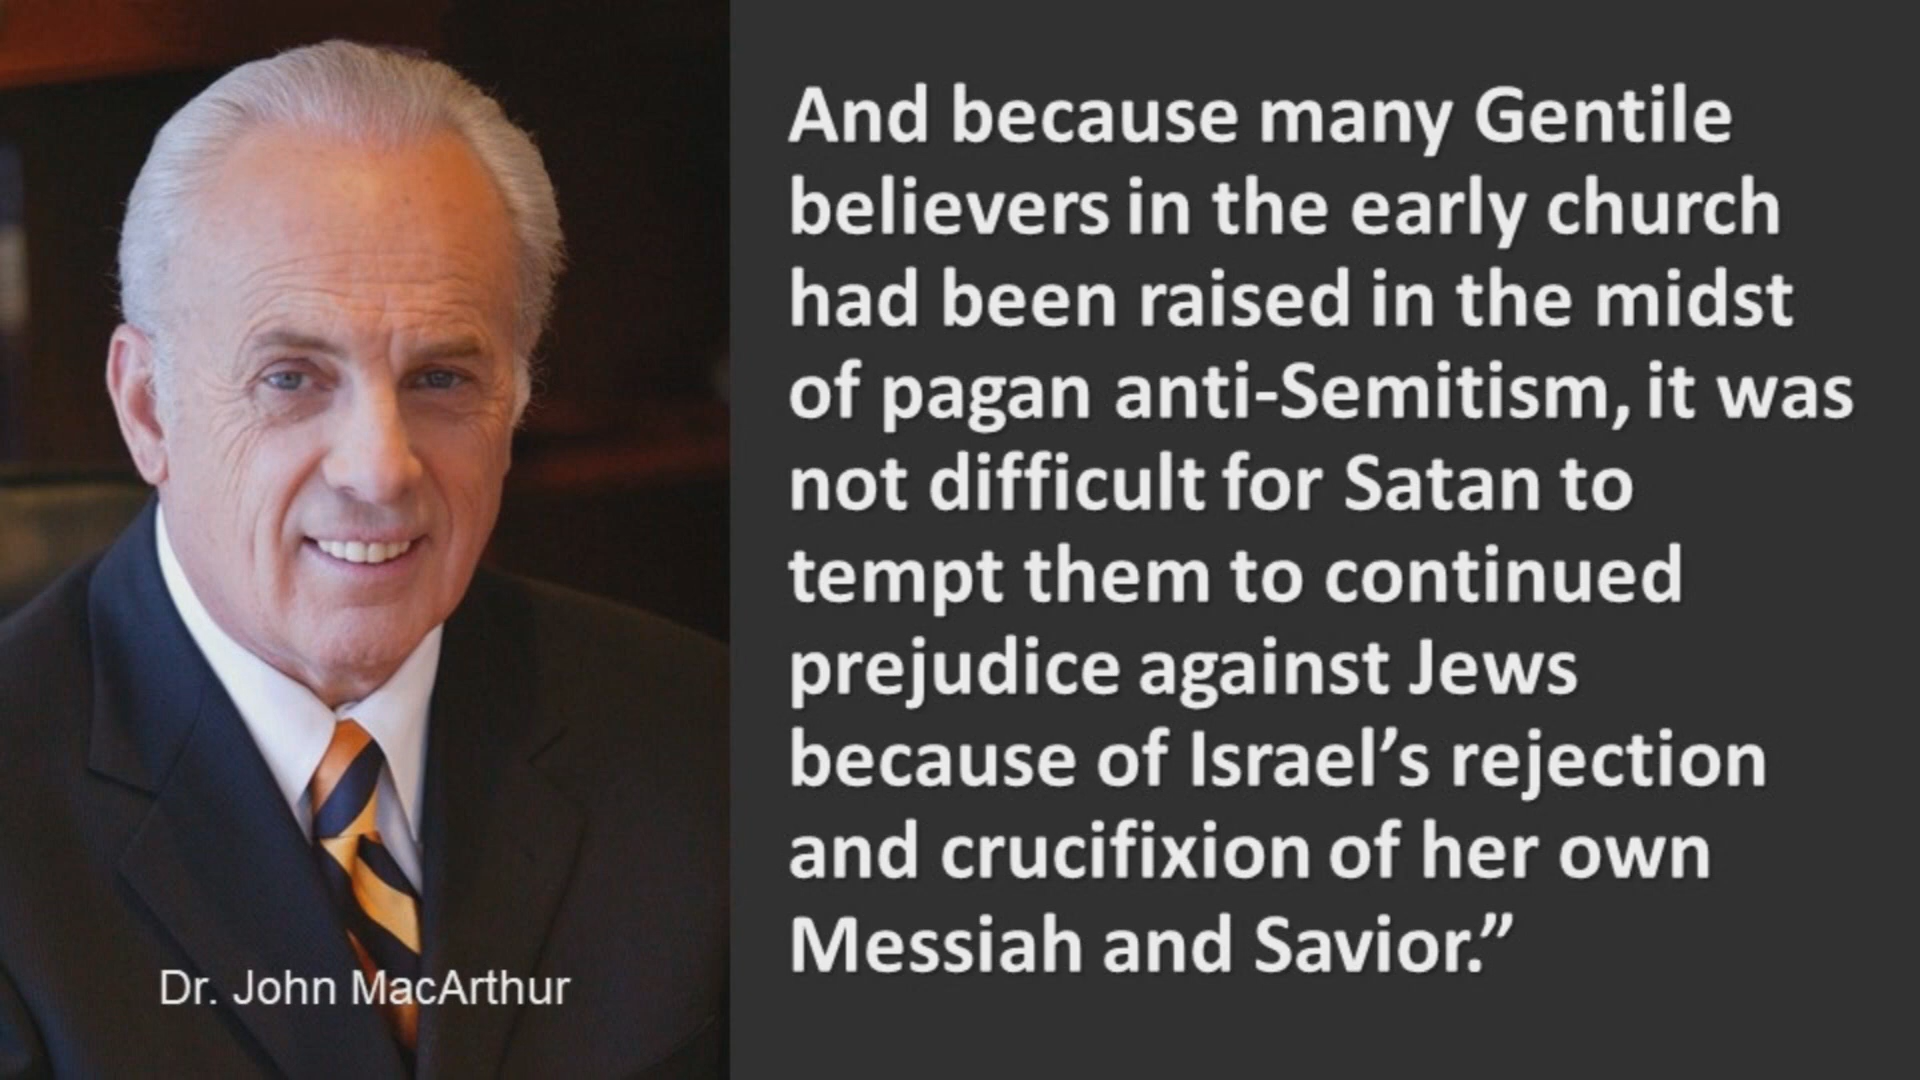 And because many Gentile
believers in the early church
had been raised in the midst
of pagan anti-Semitism, it was
not difficult for Satan to
tempt them to continued
prejudice against Jews
because of Israel’s rejection
and crucifixion of her own
Messiah and Savior.”
Dr. John MacArthur